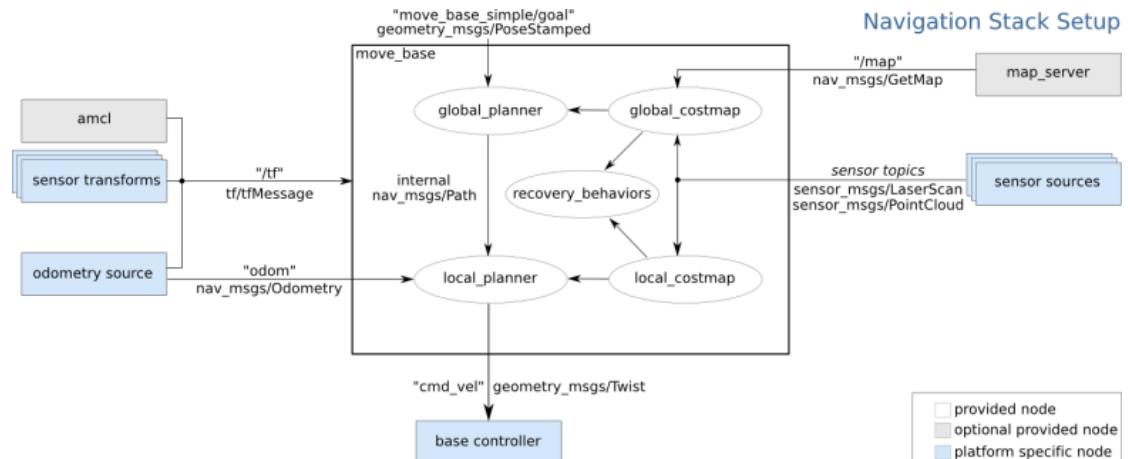 Navigation Stack Setup
"move_base_simple/goal"
geometry_msgs/PoseStamped
move_base
"/map"
nav_msgs/GetMap
map_server
amcl
global_planner
global_costmap
sensor transforms
"/tf"
tf/tfMessage
internal
nav_msgs/Path
recovery_behaviors
sensor topics
sensor_msgs/LaserScan
sensor_msgs/PointCloud
sensor sources
odometry source
"odom"
nav_msgs/Odometry
local_planner
local_costmap
"cmd_vel" geometry_msgs/Twist
base controller
provided node
optional provided node
platform specific node